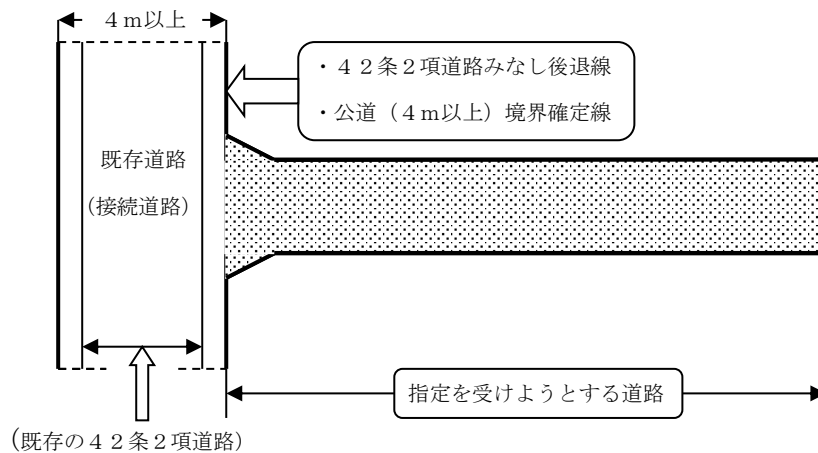 ４ｍ以上
・４２条２項道路みなし後退線
・公道（４ｍ以上）境界確定線
既存道路
(接続道路)
指定を受けようとする道路
(既存の４２条２項道路)